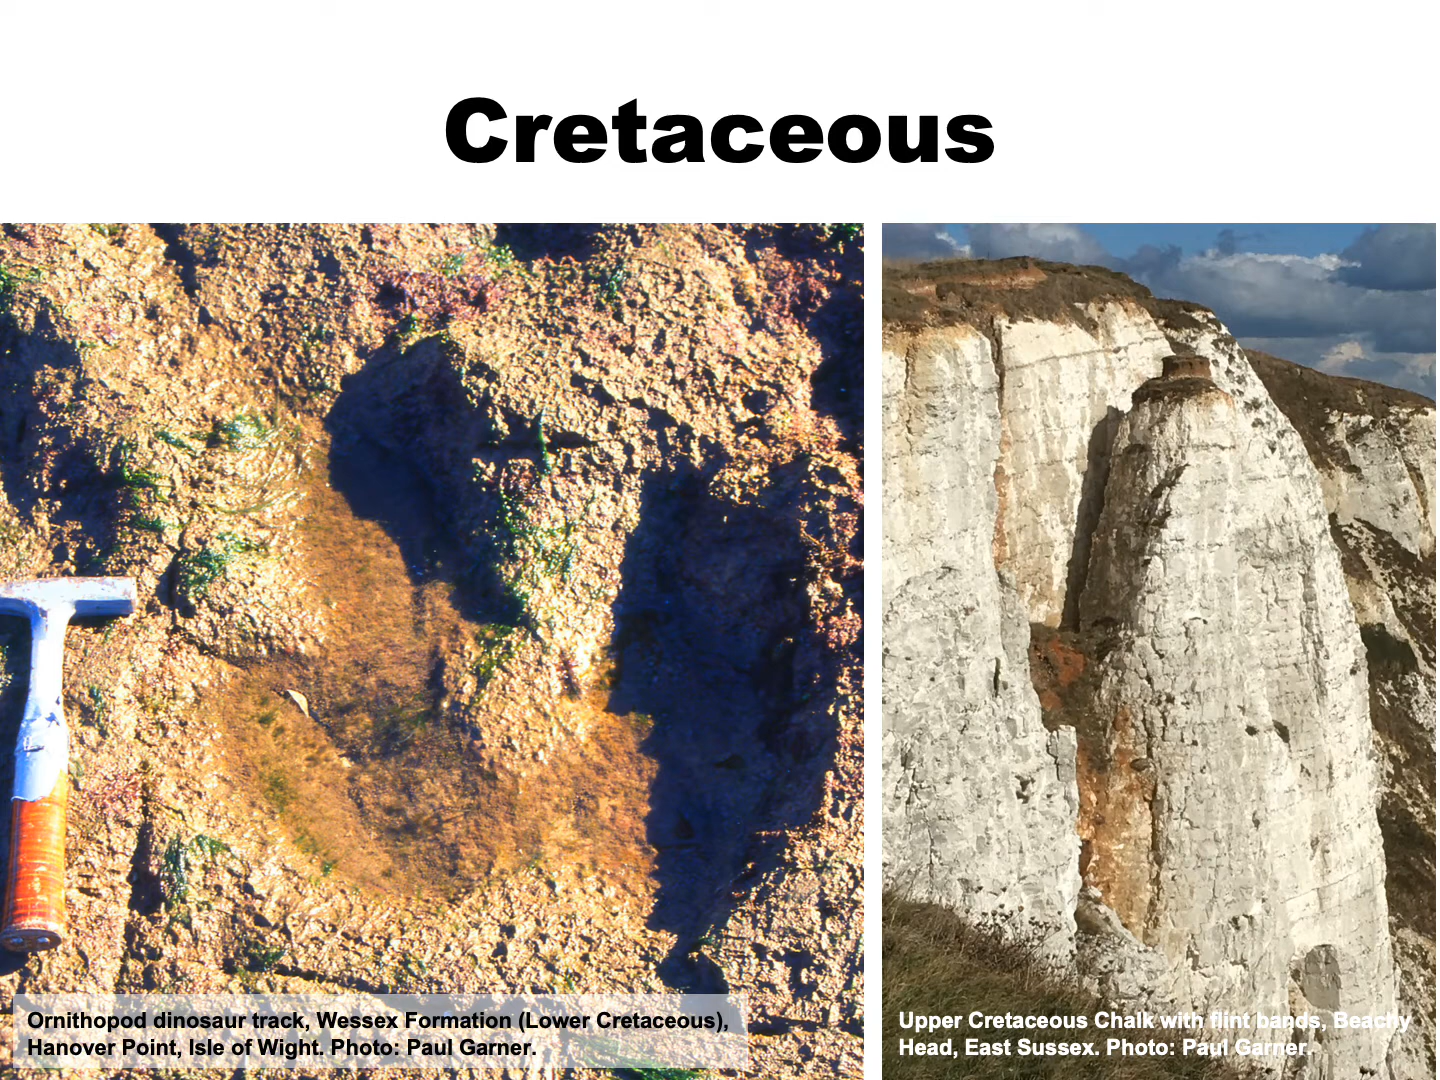 Cretaceous
Ornithopod dinosaur track, Wessex Formation (Lower Cretaceous),
Hanover Point, Isle of Wight. Photo: Paul Garner.
Upper Cretaceous Chalk with flint bands, Beachy
Head, East Sussex. Photo: Paul Garner.